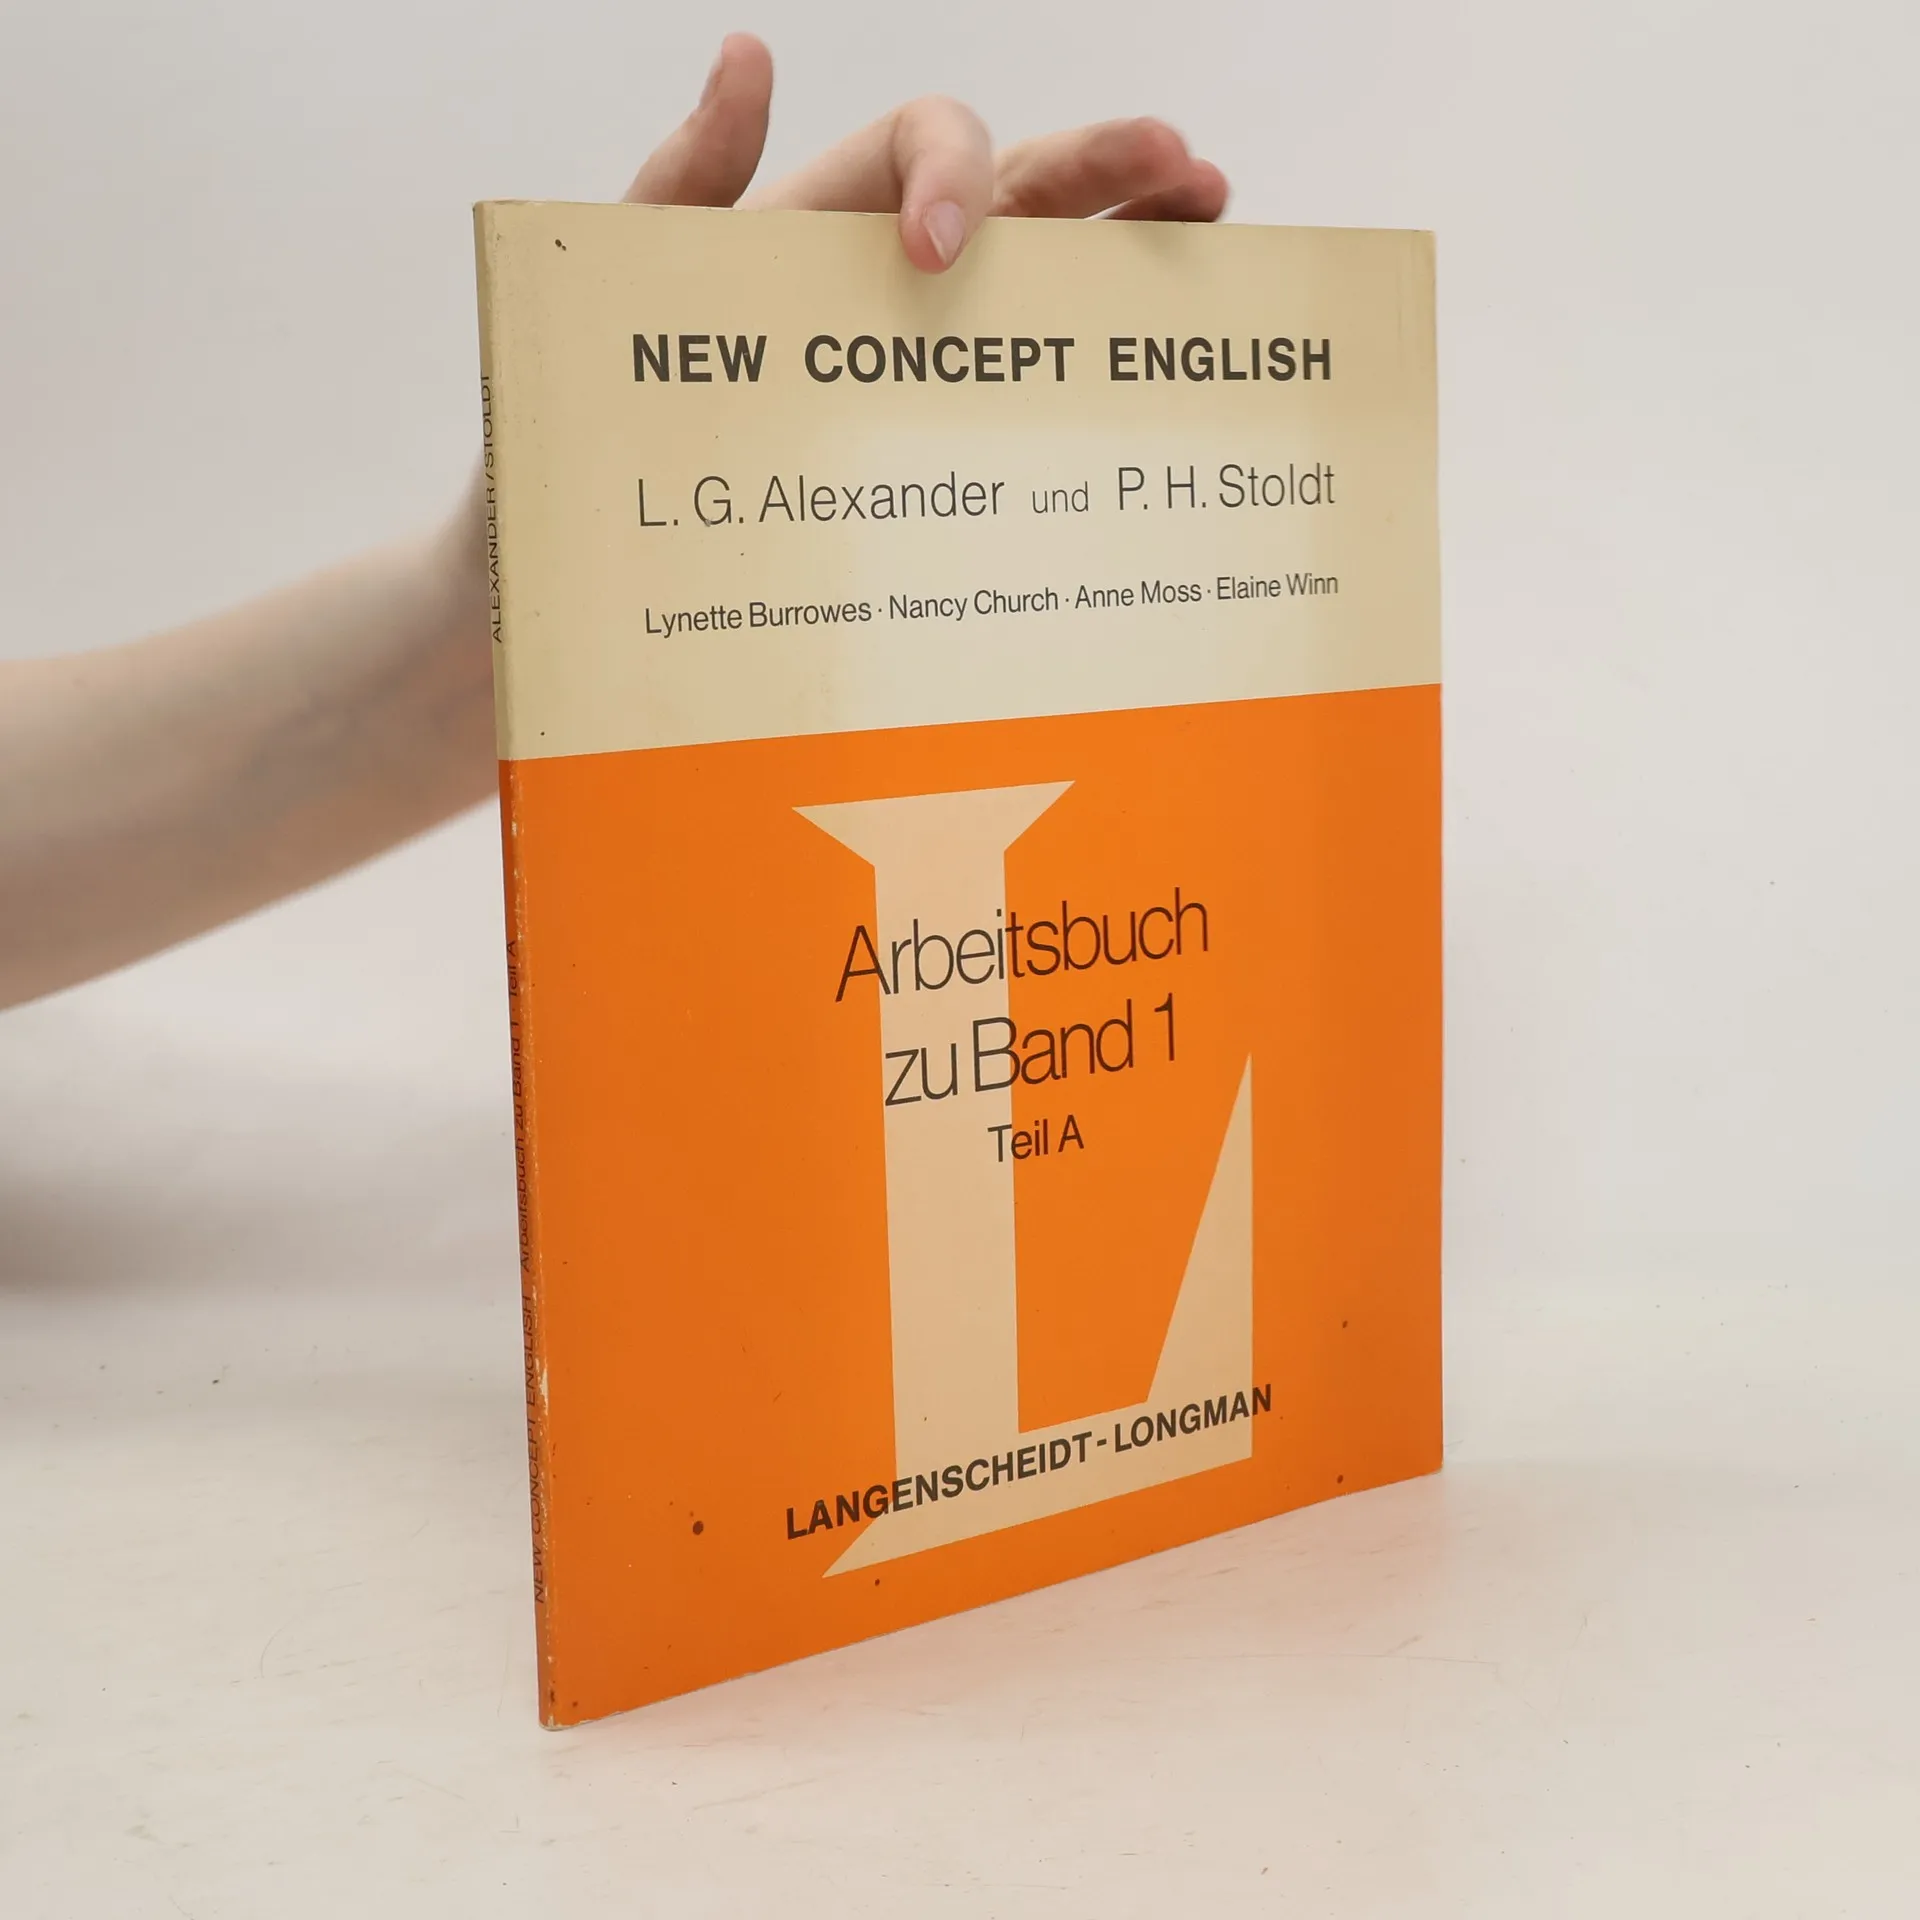 NEW CONCEPT ENGLISH
L. G. Alexander und P. H. Stoldt
Lynette Burrowes · Nancy Church · Anne Moss · Elaine Winn
Arbeitsbuch
zu Band 1
Teil A
LANGENSCHEIDT-LONGMAN
ALEXANDER / STOLDT
NEW CONCEPT ENGLISH Arbeitsbuch zu Band 1 · Teil A